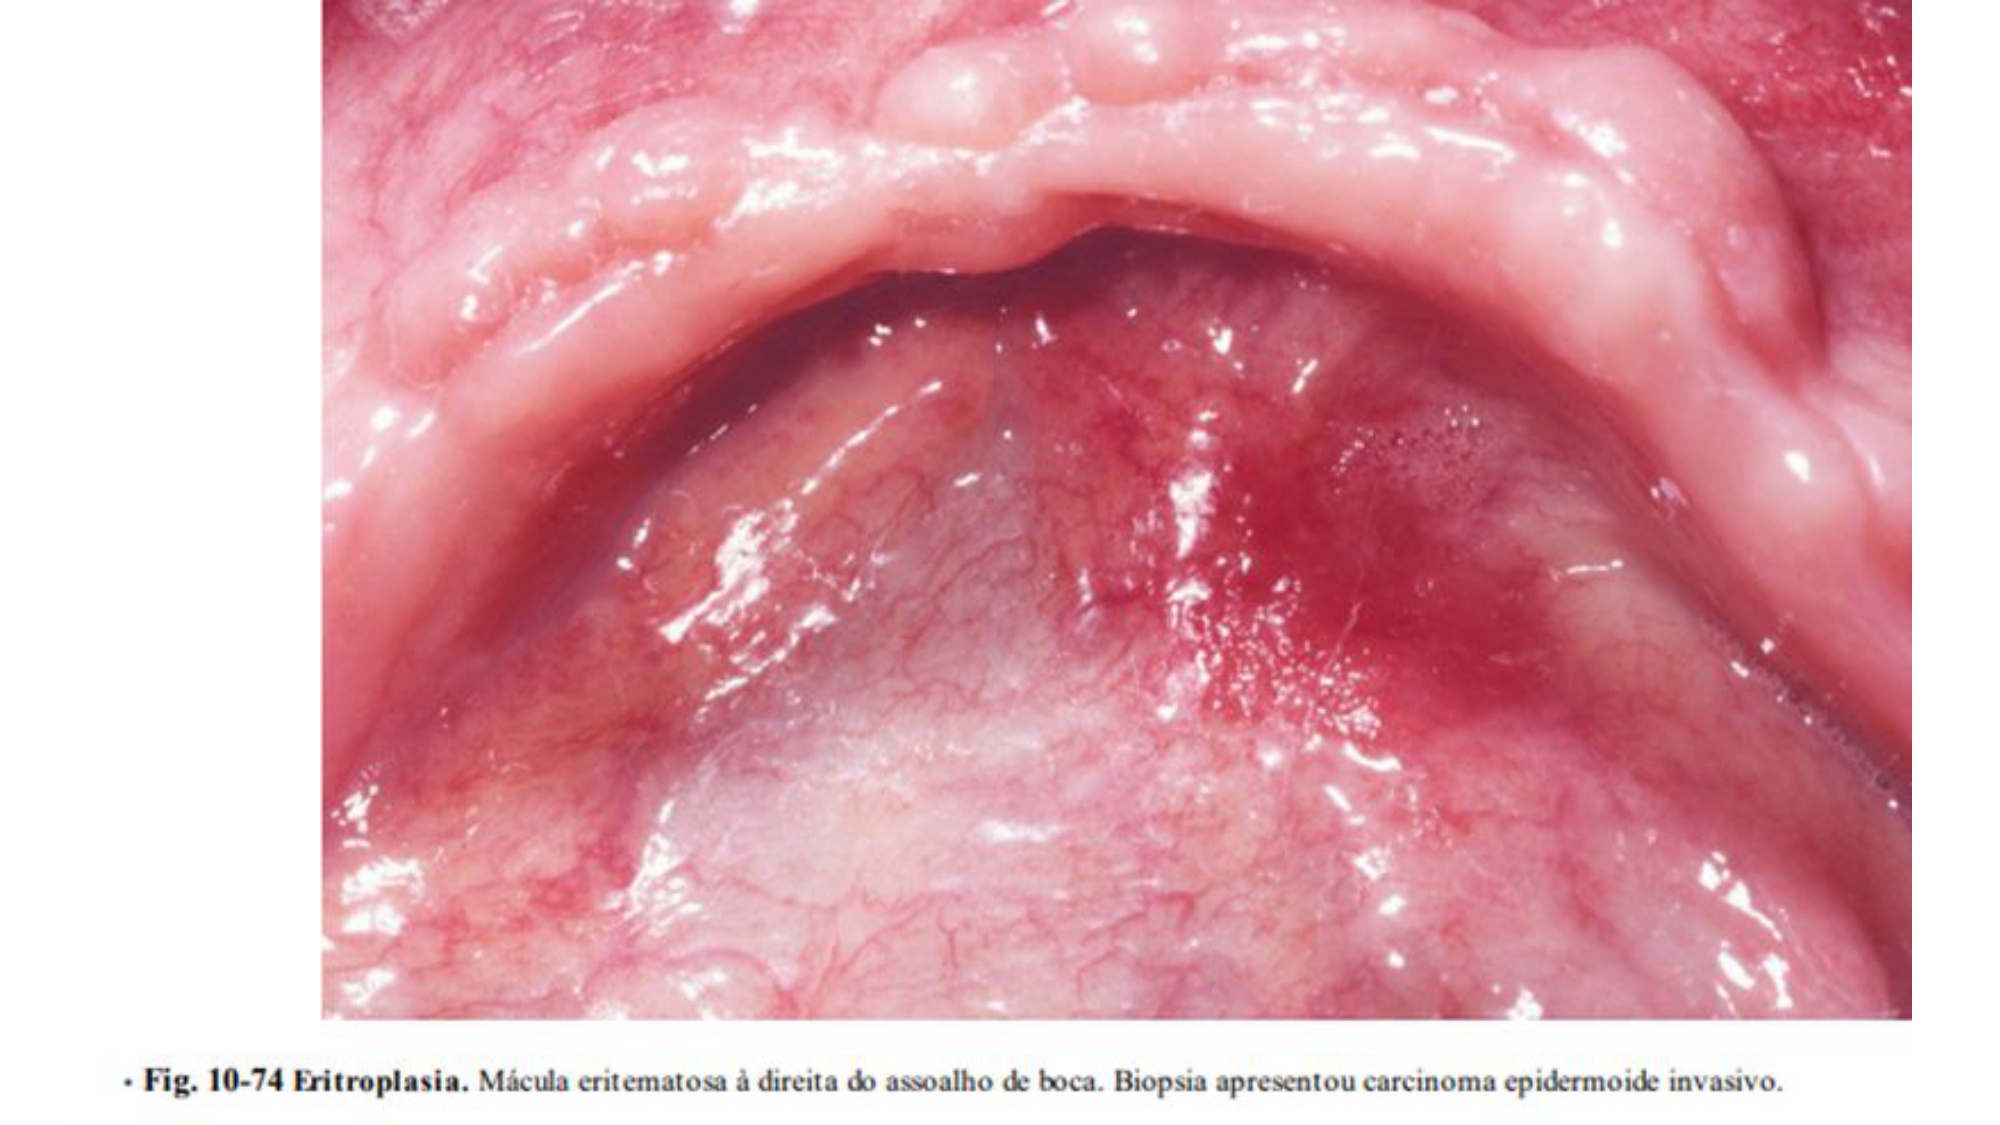 • Fig. 10-74 Eritroplasia. Mácula eritematosa à direita do assoalho de boca. Biopsia apresentou carcinoma epidermoide invasivo.